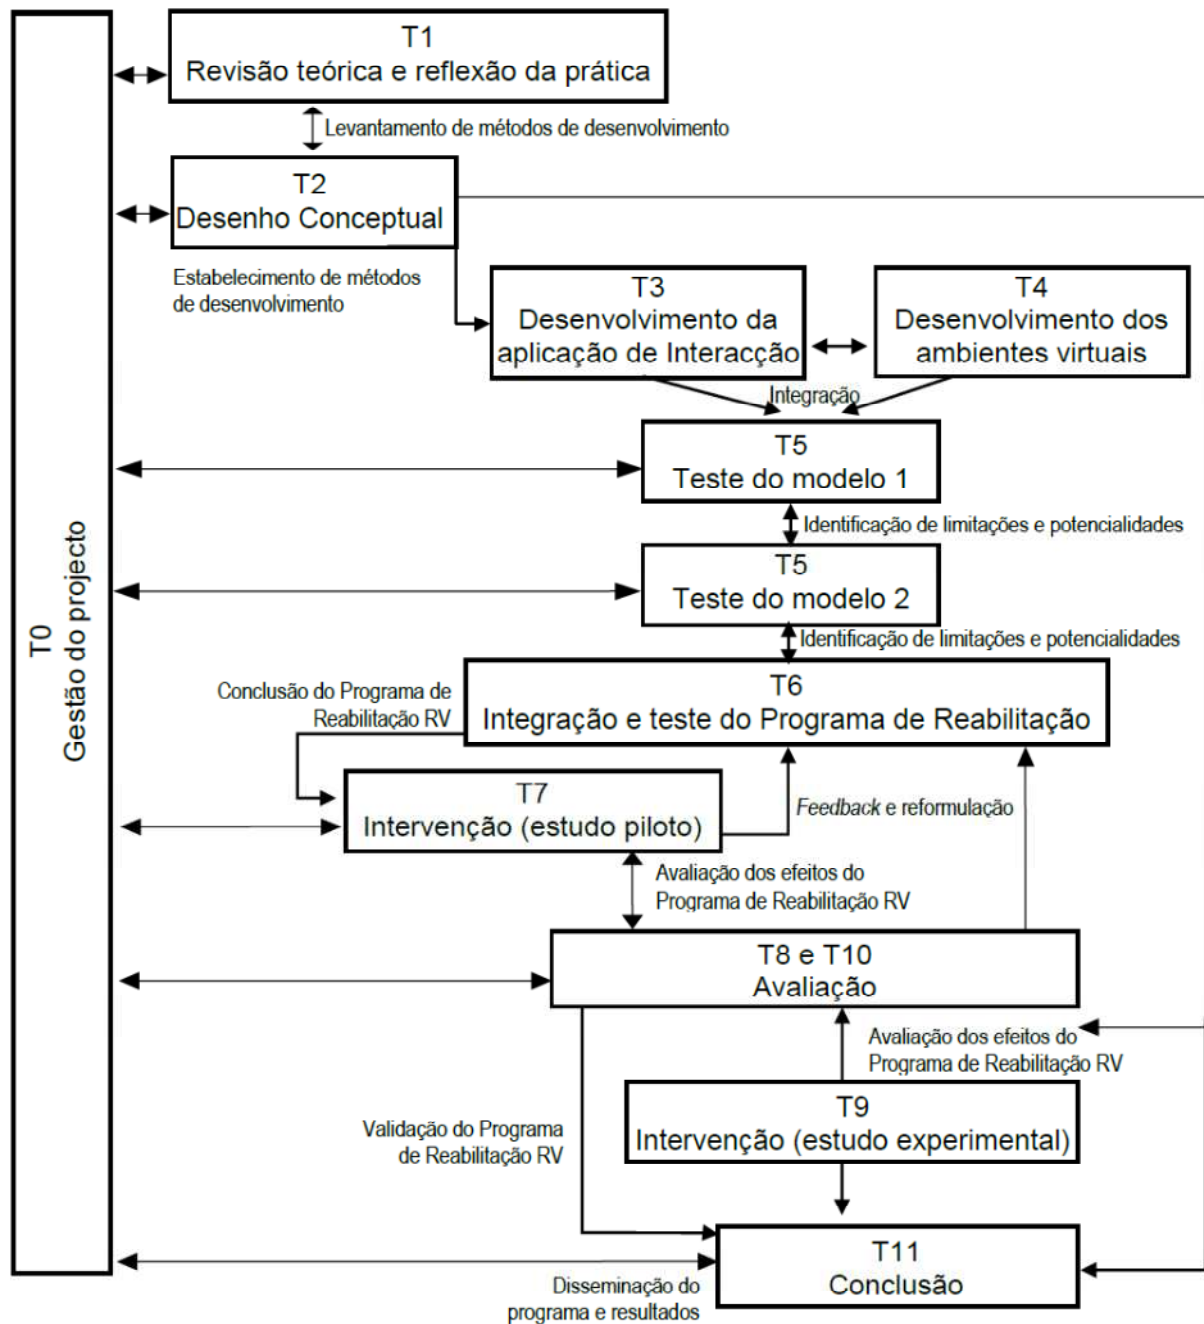 T0
Gestão do projecto
T1
Revisão teórica e reflexão da prática
Levantamento de métodos de desenvolvimento
T2
Desenho Conceptual
Estabelecimento de métodos
de desenvolvimento
T3
Desenvolvimento da
aplicação de Interacção
T4
Desenvolvimento dos
ambientes virtuais
Integração
T5
Teste do modelo 1
Identificação de limitações e potencialidades
T5
Teste do modelo 2
Identificação de limitações e potencialidades
T6
Integração e teste do Programa de Reabilitação
Conclusão do Programa de
Reabilitação RV
T7
Intervenção (estudo piloto)
Feedback e reformulação
Avaliação dos efeitos do
Programa de Reabilitação RV
T8 e T10
Avaliação
Avaliação dos efeitos do
Programa de Reabilitação RV
T9
Intervenção (estudo experimental)
Validação do Programa
de Reabilitação RV
T11
Conclusão
Disseminação do
programa e resultados